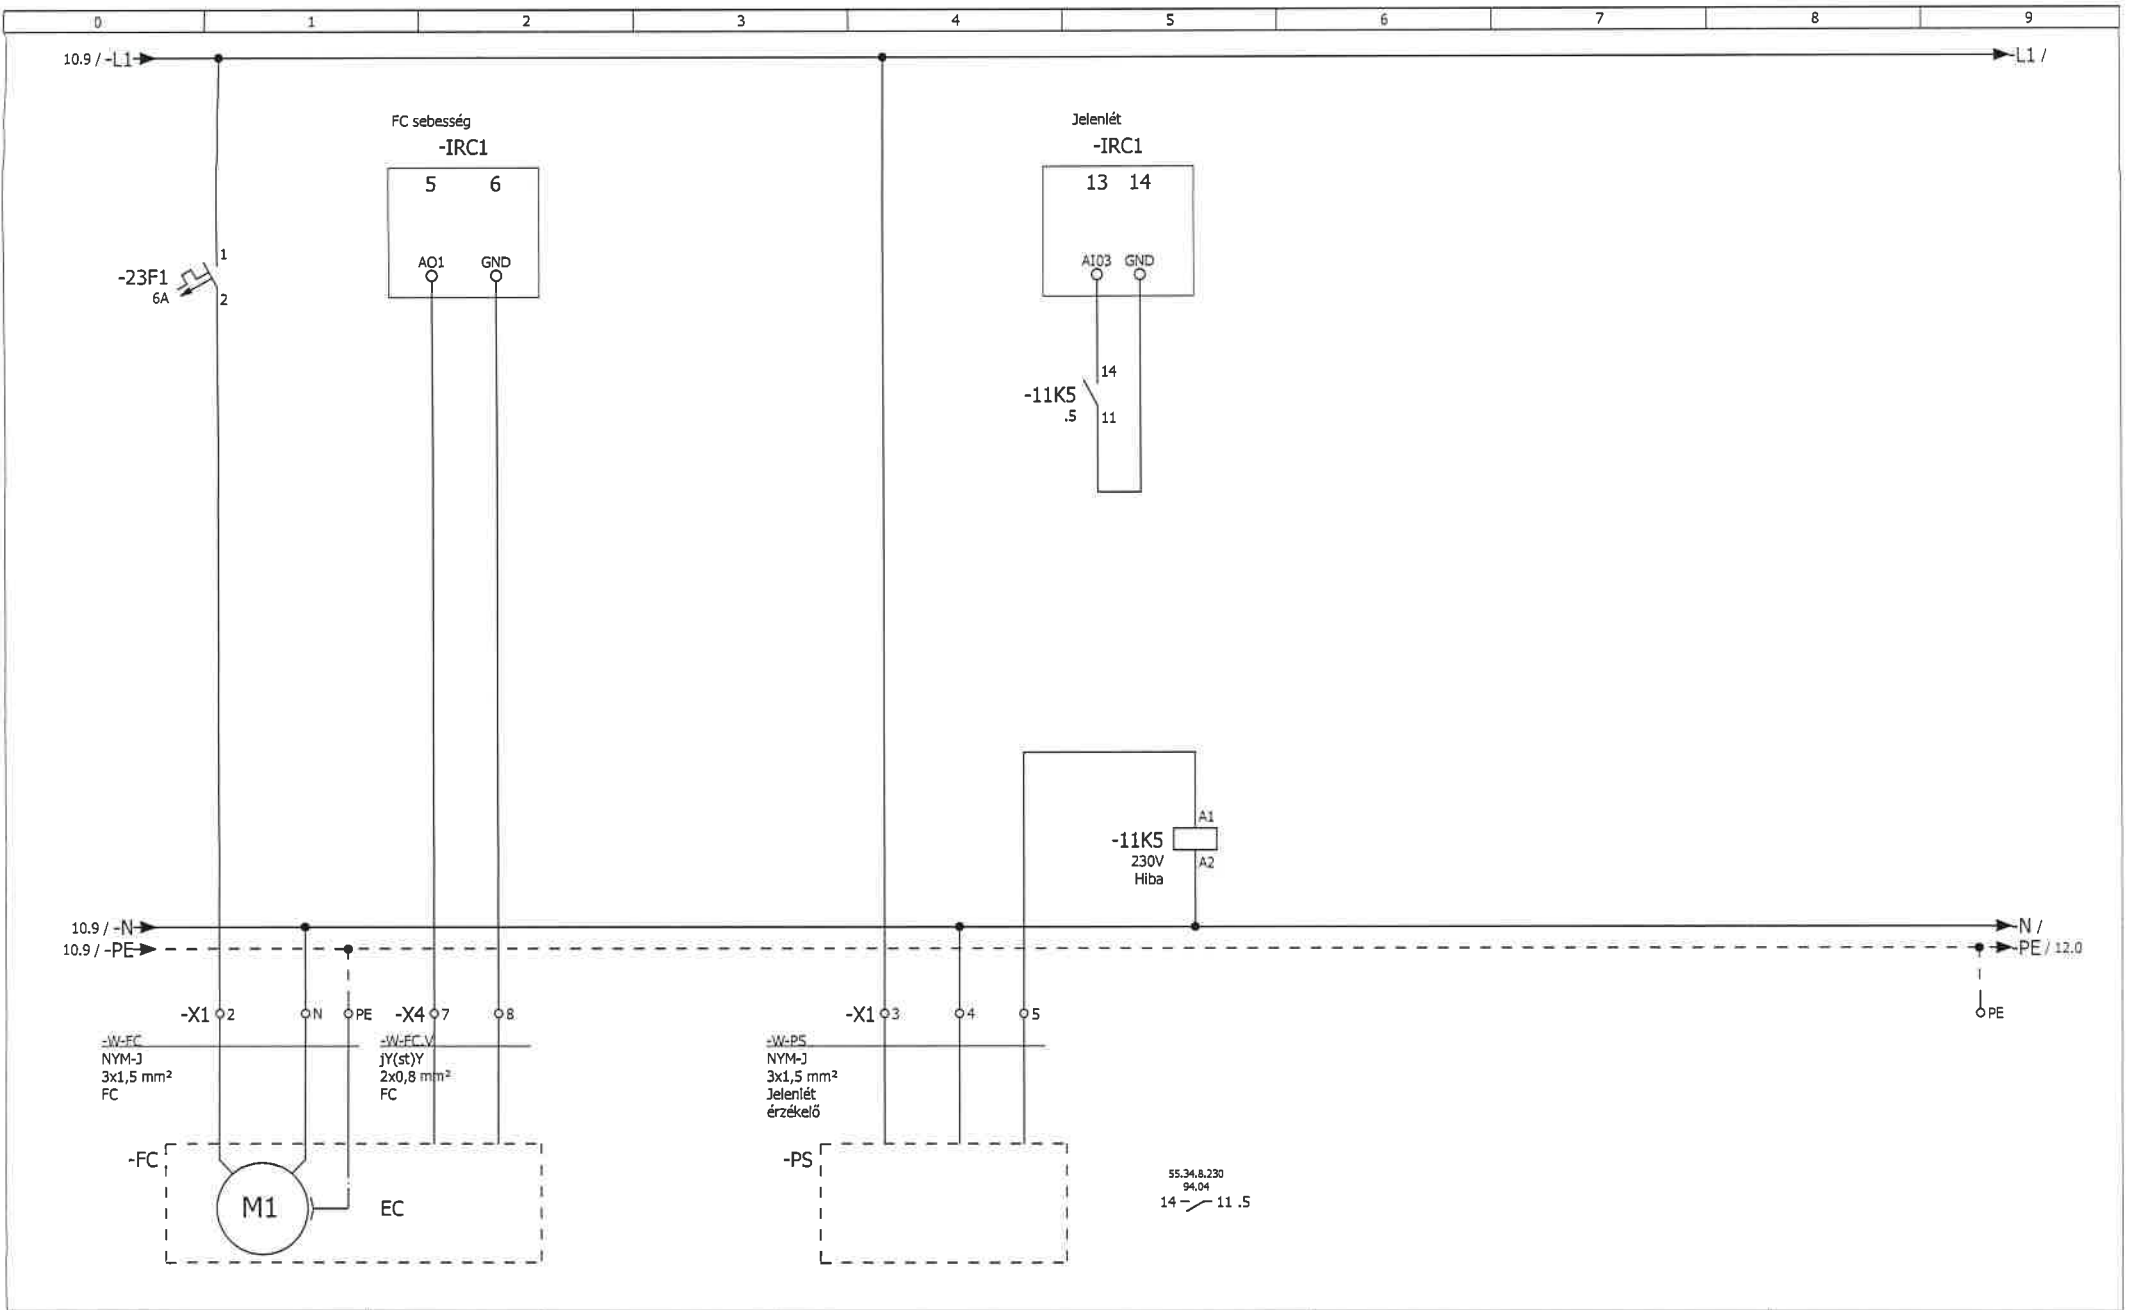 0 1 2 3 4 5 6 7 8 9
10.9 / -L1
-L1 /
FC sebesség
-IRC1
5 6
AO1 GND
Jelenlét
-IRC1
13 14
AI03 GND
-23F1
6A
1
2
-11K5
.5
14
11
-11K5
230V
Hiba
A1
A2
10.9 / -N
10.9 / -PE
-N /
-PE / 12.0
-X1 2 N PE
-X4 7 8
-X1 3 4 5
PE
-W-FC
NYM-J
3x1,5 mm²
FC
-W-FC.V
jY(st)Y
2x0,8 mm²
FC
-W-PS
NYM-J
3x1,5 mm²
Jelenlét
érzékelő
-FC
M1
EC
-PS
55.34.8.230
94.04
14 11 .5